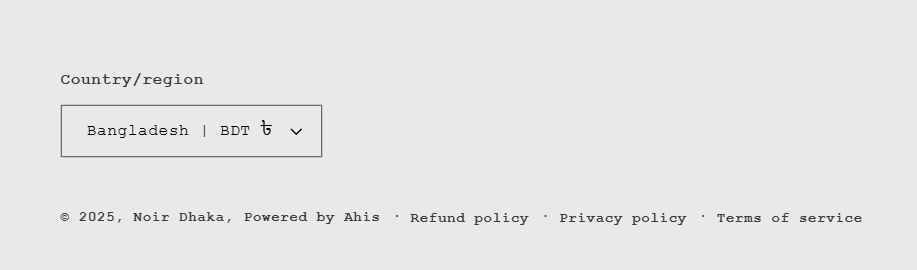 Country/region
Bangladesh | BDT ৳
© 2025, Noir Dhaka, Powered by Ahis · Refund policy · Privacy policy · Terms of service